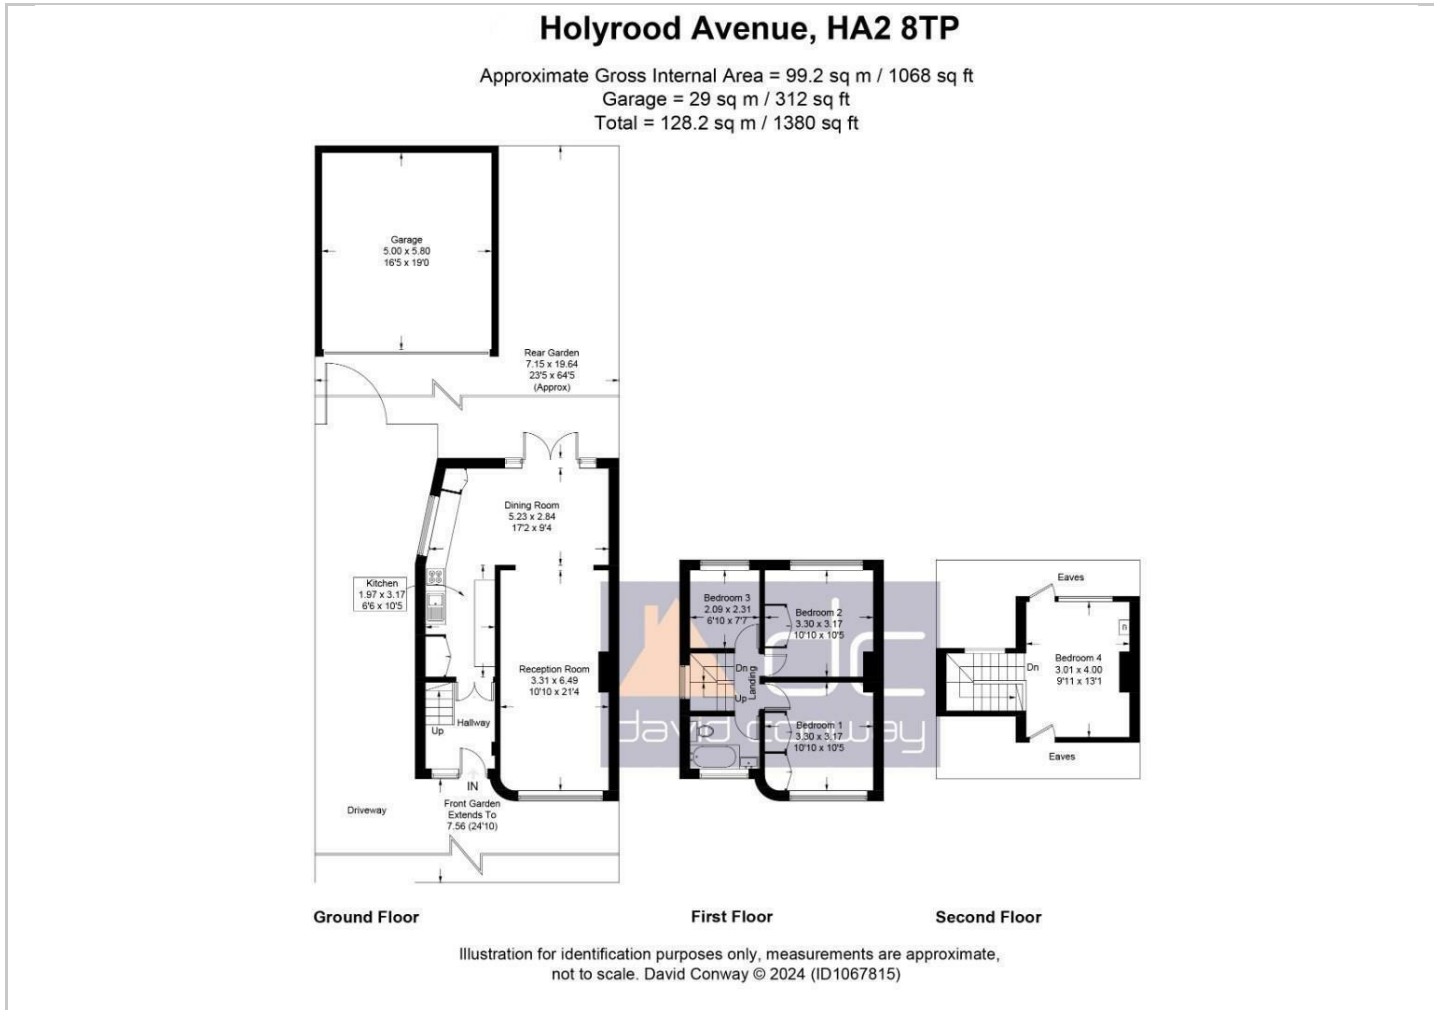 Holyrood Avenue, HA2 8TP
Approximate Gross Internal Area = 99.2 sq m / 1068 sq ft
Garage = 29 sq m / 312 sq ft
Total = 128.2 sq m / 1380 sq ft
Garage
5.00 x 5.80
16'5 x 19'0
Rear Garden
7.15 x 19.64
23'5 x 64'5
(Approx)
Dining Room
5.23 x 2.84
17'2 x 9'4
Kitchen
1.97 x 3.17
6'6 x 10'5
Reception Room
3.31 x 6.49
10'10 x 21'4
Hallway
Up
IN
Front Garden
Extends To
7.56 (24'10)
Driveway
Bedroom 3
2.09 x 2.31
6'10 x 7'7
Bedroom 2
3.30 x 3.17
10'10 x 10'5
Dn
Landing
Up
Bedroom 1
3.30 x 3.17
10'10 x 10'5
dc
david conway
Eaves
Dn
Bedroom 4
3.01 x 4.00
9'11 x 13'1
Eaves
Ground Floor
First Floor
Second Floor
Illustration for identification purposes only, measurements are approximate,
not to scale. David Conway © 2024 (ID1067815)